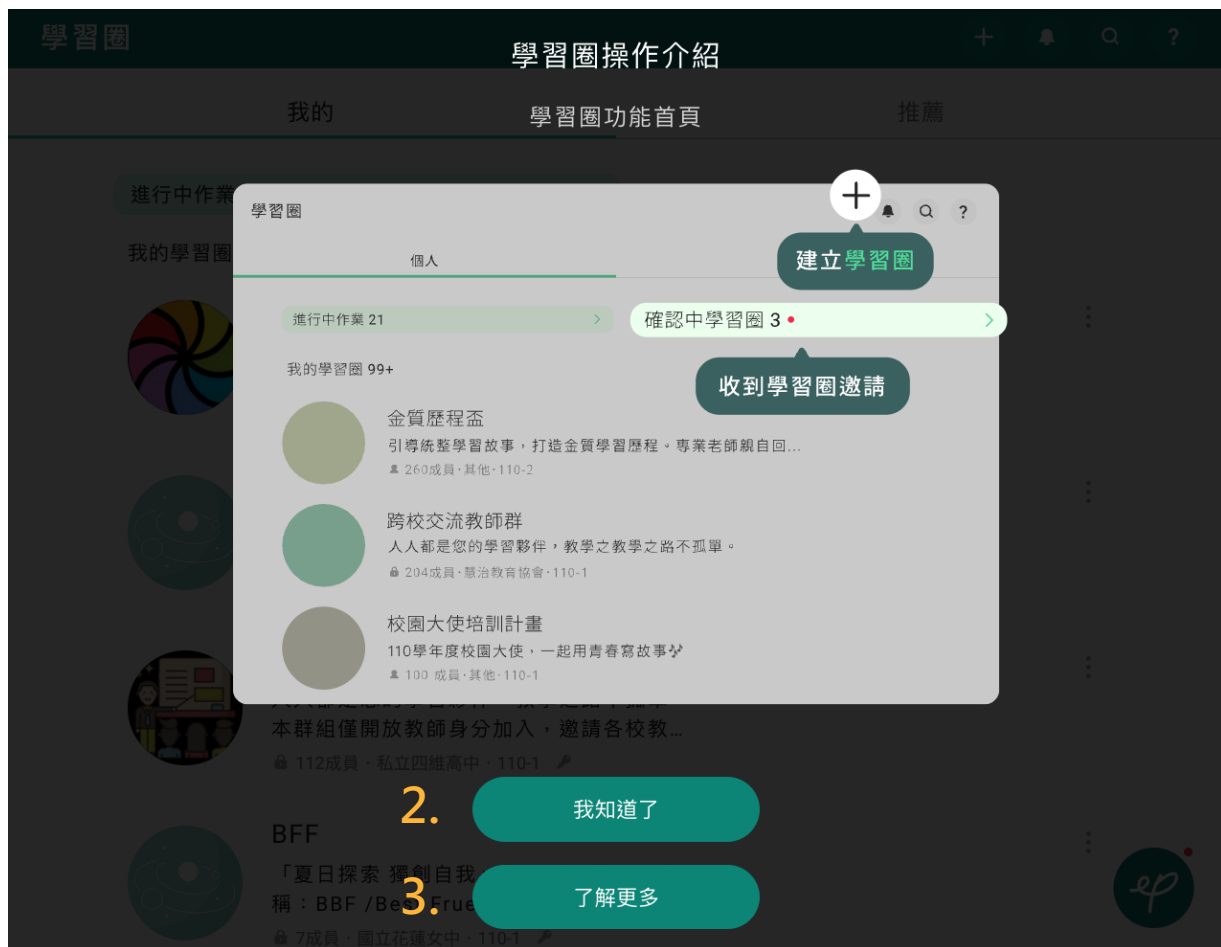 學習圈
學習圈操作介紹
?
我的
學習圈功能首頁
推薦
進行中作業
我的學習圈
學習圈
?
個人
建立學習圈
進行中作業 21
確認中學習圈 3
收到學習圈邀請
我的學習圈 99+
金質歷程盃
引導統整學習故事,打造金質學習歷程。專業老師親自回...
260成員·其他·110-2
跨校交流教師群
人人都是您的學習夥伴,教學之教學之路不孤單。
204成員·慧治教育協會·110-1
校園大使培訓計畫
110學年度校園大使,一起用青春寫故事
100 成員·其他·110-1
本群組僅開放教師身分加入,邀請各校教...
112成員·私立四維高中·110-1
2.
我知道了
BFF
「夏日探索 獨創自我
3.
了解更多
稱:BBF /Bes
7成員·國立花蓮女中·110-1
ep